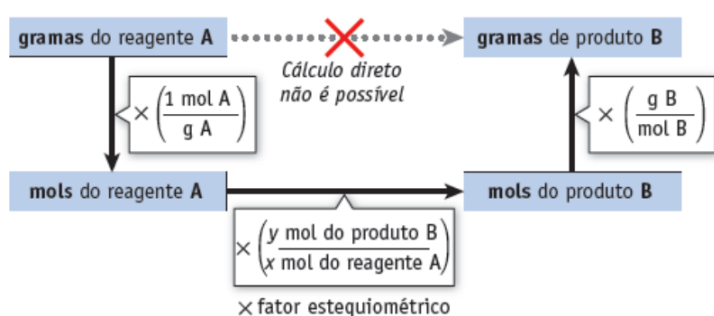 gramas do reagente A
gramas de produto B
Cálculo direto
não é possível
× (1 mol A / g A)
× (g B / mol B)
mols do reagente A
mols do produto B
× (y mol do produto B / x mol do reagente A)
× fator estequiométrico